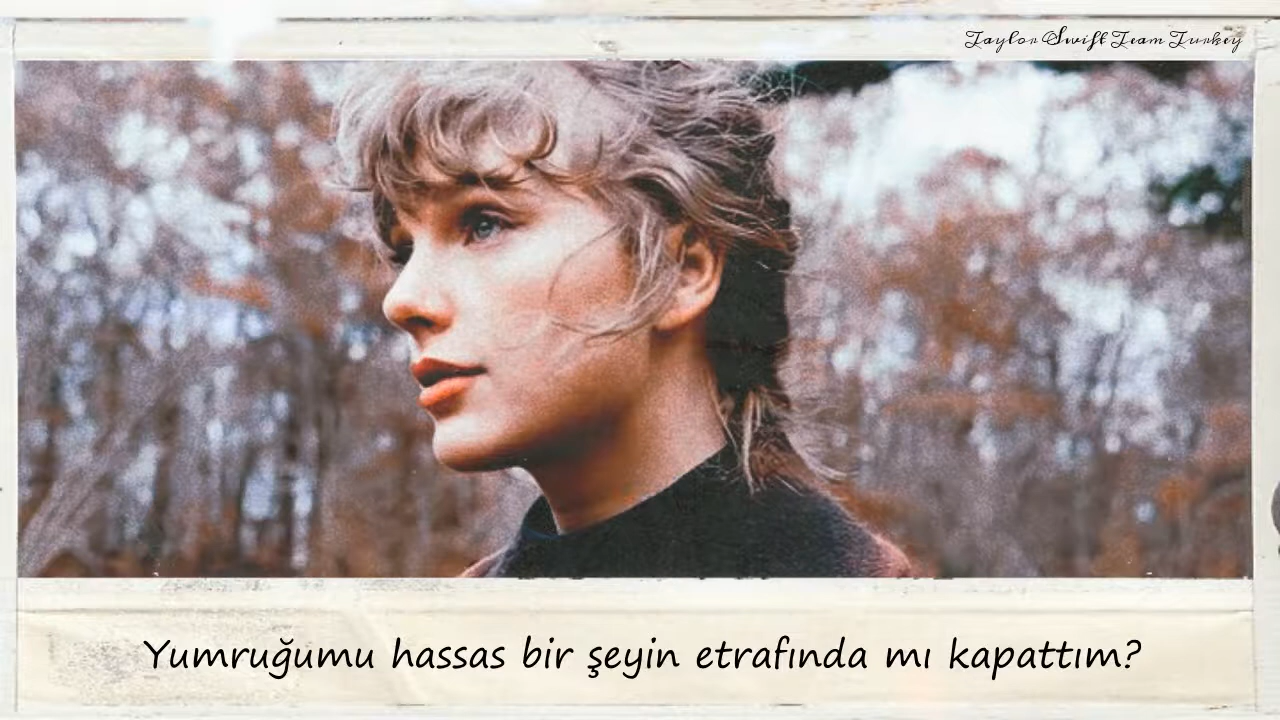 Taylor Swift Team Turkey
Yumruğumu hassas bir şeyin etrafında mı kapattım?